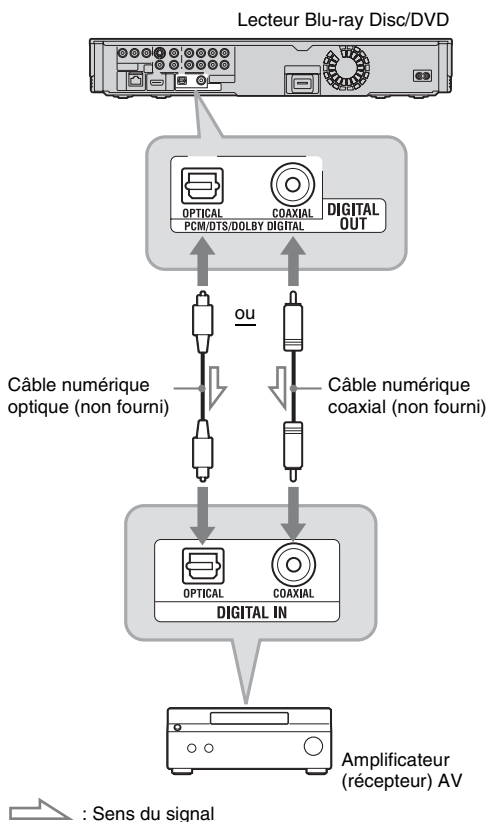 Lecteur Blu-ray Disc/DVD
OPTICAL
COAXIAL
DIGITAL
OUT
PCM/DTS/DOLBY DIGITAL
ou
Câble numérique
optique (non fourni)
Câble numérique
coaxial (non fourni)
OPTICAL
COAXIAL
DIGITAL IN
Amplificateur
(récepteur) AV
: Sens du signal